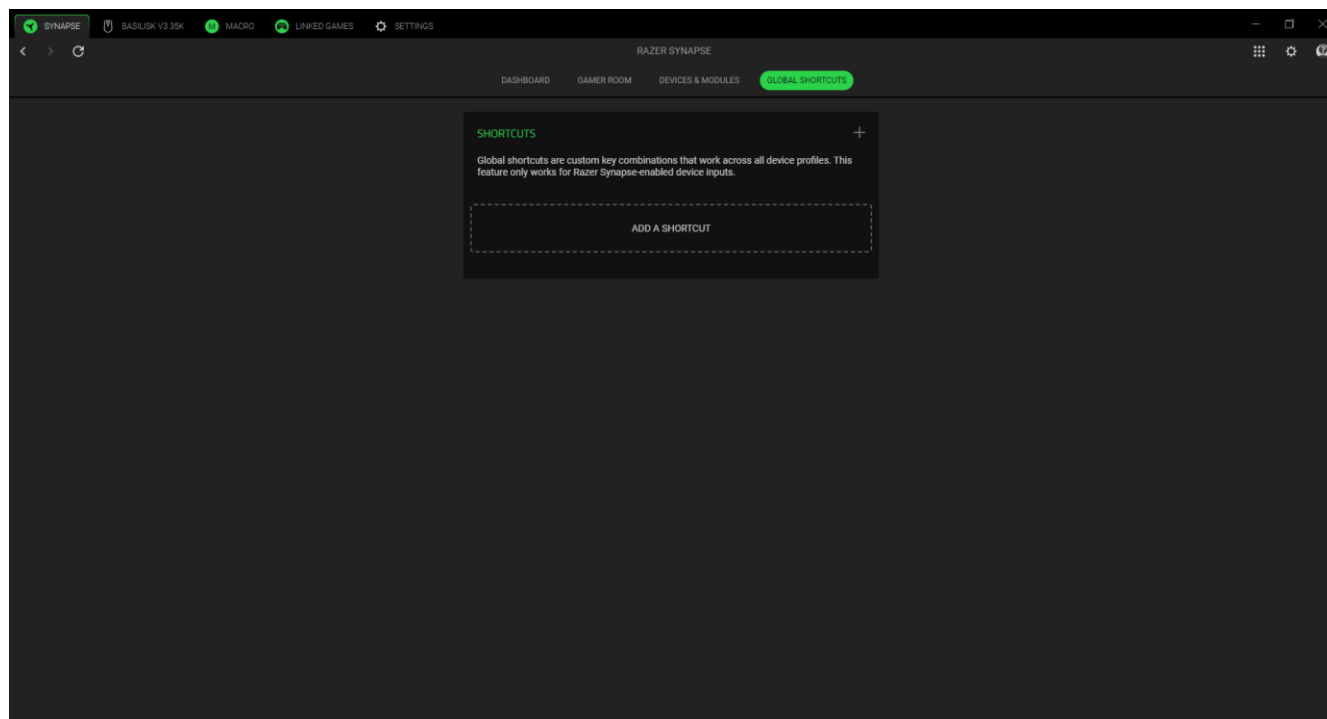 SYNAPSE BASILISK V3 35K M MACRO LINKED GAMES SETTINGS
RAZER SYNAPSE
DASHBOARD GAMER ROOM DEVICES & MODULES GLOBAL SHORTCUTS
SHORTCUTS
Global shortcuts are custom key combinations that work across all device profiles. This
feature only works for Razer Synapse-enabled device inputs.
ADD A SHORTCUT